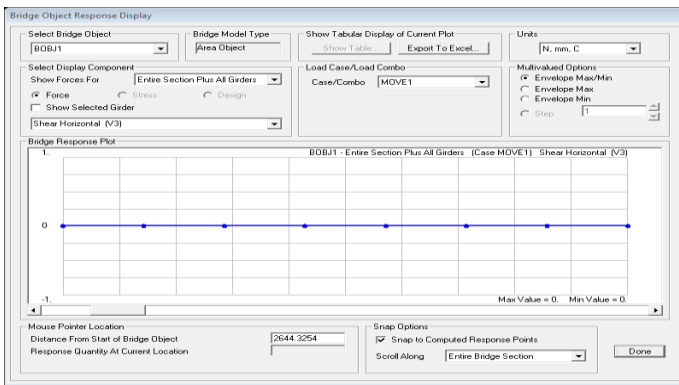 Bridge Object Response Display
Select Bridge Object
BOBJ1
Bridge Model Type
Area Object
Show Tabular Display of Current Plot
Show Table...
Export To Excel...
Units
N, mm, C
Select Display Component
Show Forces For
Entire Section Plus All Girders
Force
Stress
Design
Show Selected Girder
Shear Horizontal (V3)
Load Case/Load Combo
Case/Combo
MOVE1
Multivalued Options
Envelope Max/Min
Envelope Max
Envelope Min
Step
1
Bridge Response Plot
1.
BOBJ1 - Entire Section Plus All Girders (Case MOVE1) Shear Horizontal (V3)
0
-1.
Max Value = 0. Min Value = 0.
Mouse Pointer Location
Distance From Start of Bridge Object
2644.3254
Response Quantity At Current Location
Snap Options
Snap to Computed Response Points
Scroll Along
Entire Bridge Section
Done